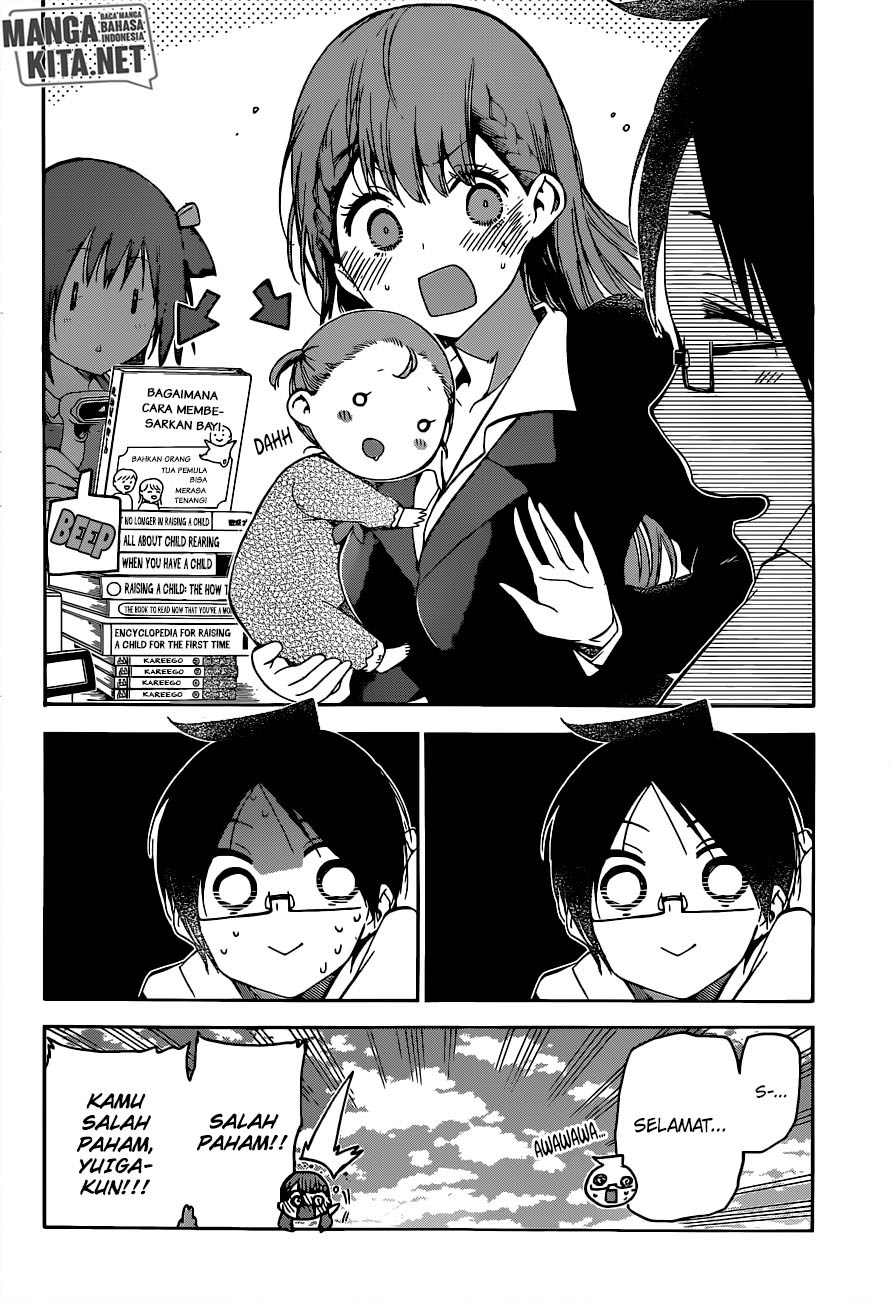 MANGA
BACA MANGA
BAHASA
INDONESIA
KITA.NET
BAGAIMANA
CARA MEMBE-
SARKAN BAYI
BAHKAN ORANG
TUA PEMULA
BISA
MERASA
TENANG!
DAHH
BEEP
T NO LONGER IN RAISING A CHILD
ALL ABOUT CHILD REARING
WHEN YOU HAVE A CHILD
RAISING A CHILD: THE HOW T
THE BOOK TO READ NOW THAT YOU'RE A MO
ENCYCLOPEDIA FOR RAISING
A CHILD FOR THE FIRST TIME
KAREEGO
KAREEGO
KAREEGO
KAREEGO
S-...
SELAMAT...
AWAWAWA...
SALAH
PAHAM!!
KAMU
SALAH
PAHAM,
YUIGA-
KUN!!!